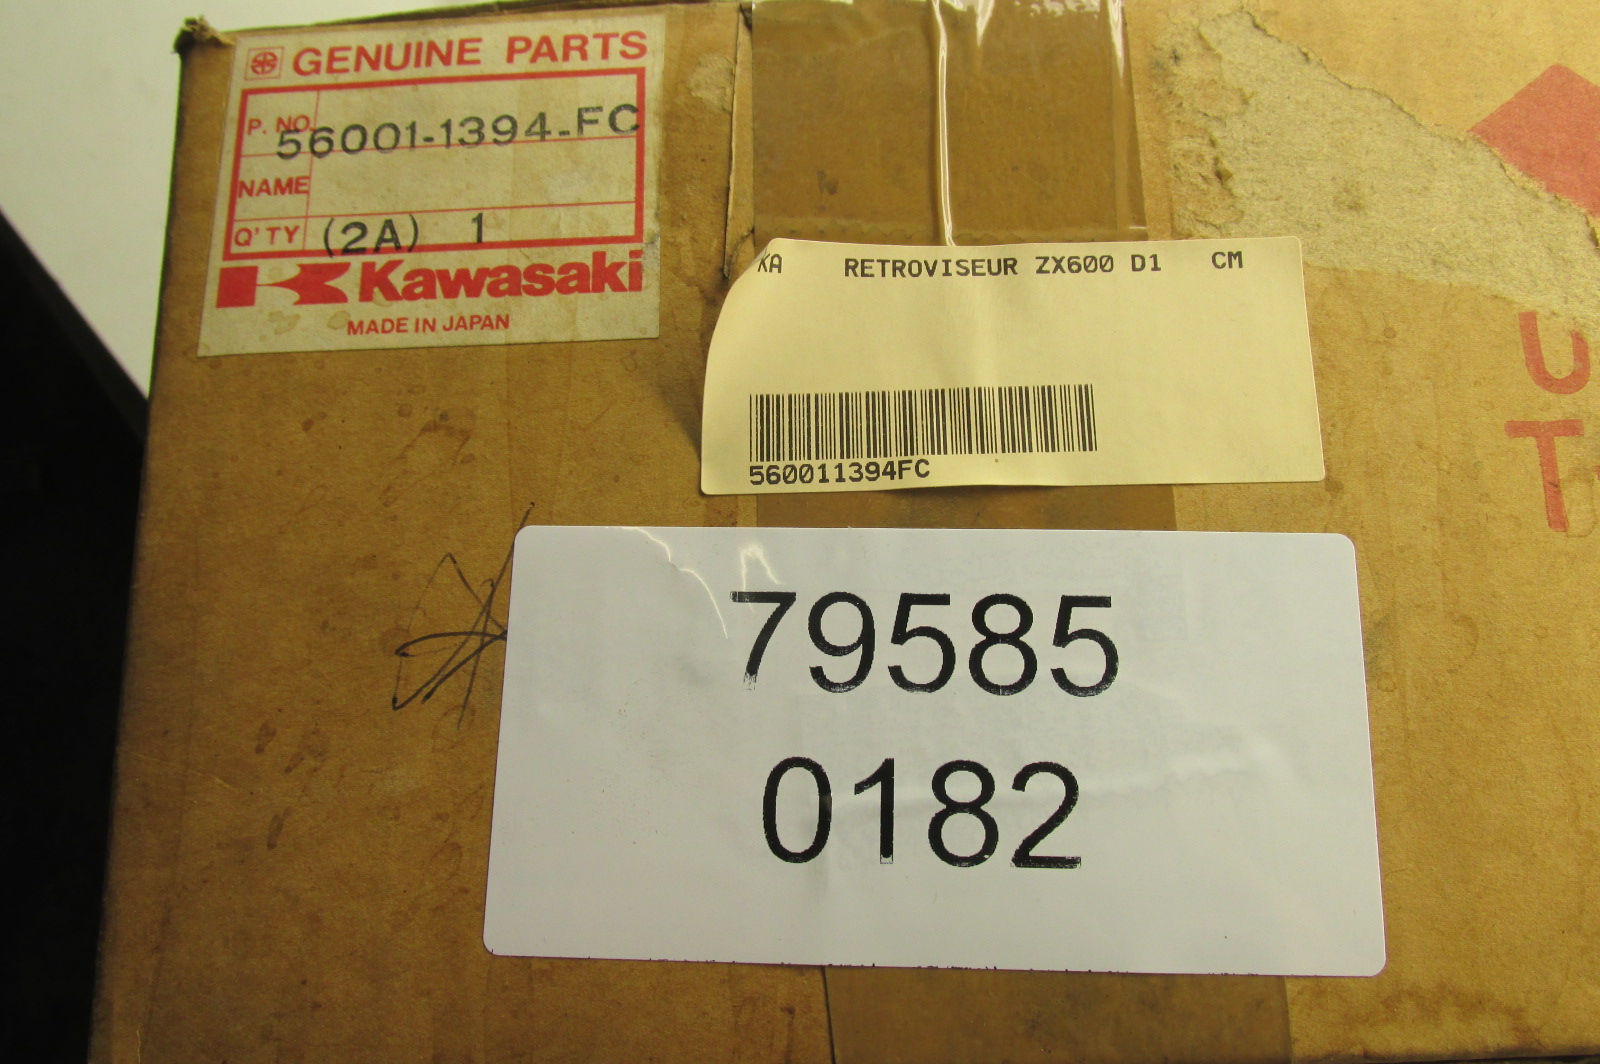 GENUINE PARTS
P. NO. 56001-1394-FC
NAME
Q'TY (2A) 1
Kawasaki
MADE IN JAPAN
KA RETROVISEUR ZX600 D1 CM
560011394FC
79585
0182
U
T